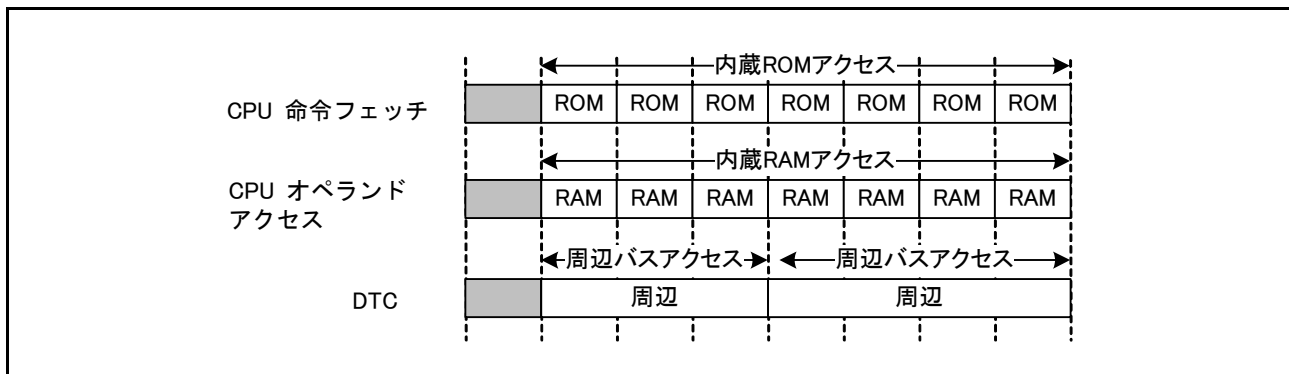 内蔵ROMアクセス
CPU 命令フェッチ
ROM ROM ROM ROM ROM ROM ROM
内蔵RAMアクセス
CPU オペランド
アクセス
RAM RAM RAM RAM RAM RAM RAM
周辺バスアクセス 周辺バスアクセス
DTC
周辺 周辺